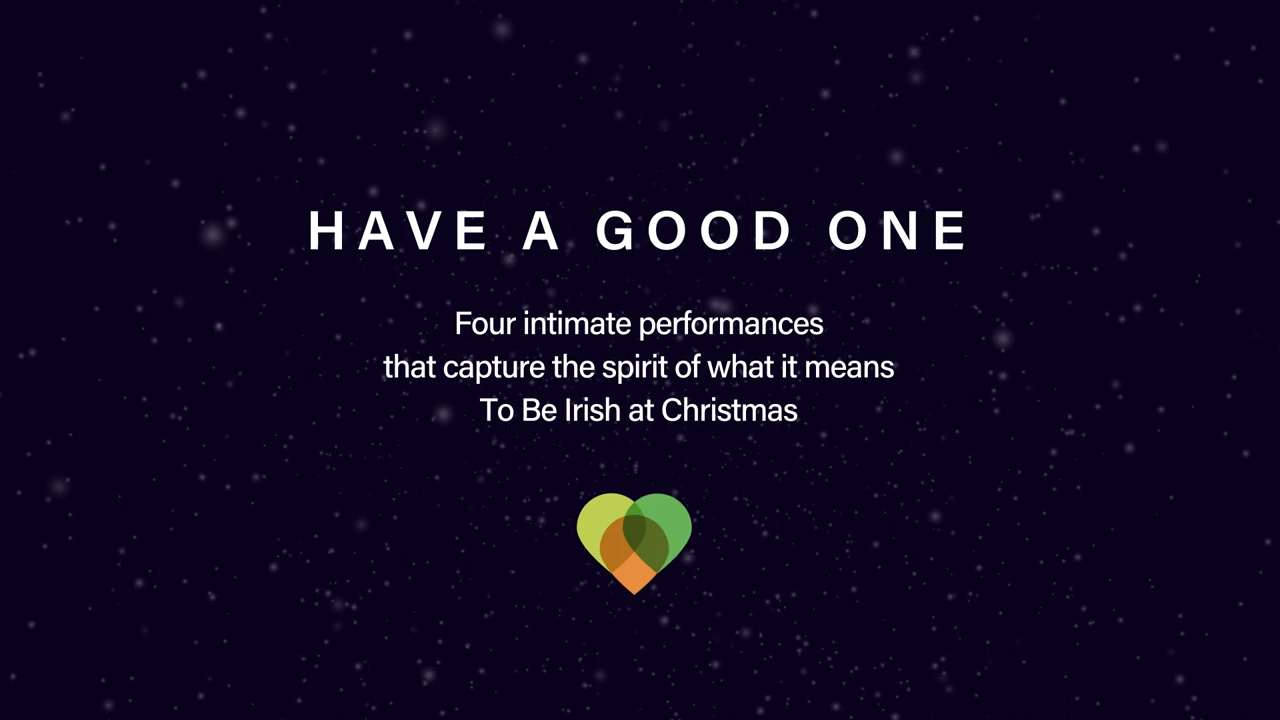 HAVE A GOOD ONE
Four intimate performances
that capture the spirit of what it means
To Be Irish at Christmas